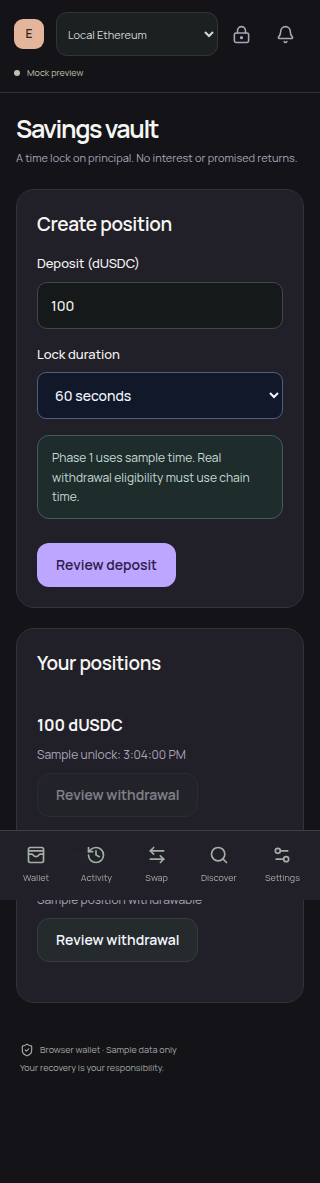 E
Local Ethereum
Mock preview
Savings vault
A time lock on principal. No interest or promised returns.
Create position
Deposit (dUSDC)
100
Lock duration
60 seconds
Phase 1 uses sample time. Real
withdrawal eligibility must use chain
time.
Review deposit
Your positions
100 dUSDC
Sample unlock: 3:04:00 PM
Review withdrawal
Wallet
Activity
Swap
Discover
Settings
Sample position withdrawable
Review withdrawal
Browser wallet · Sample data only
Your recovery is your responsibility.